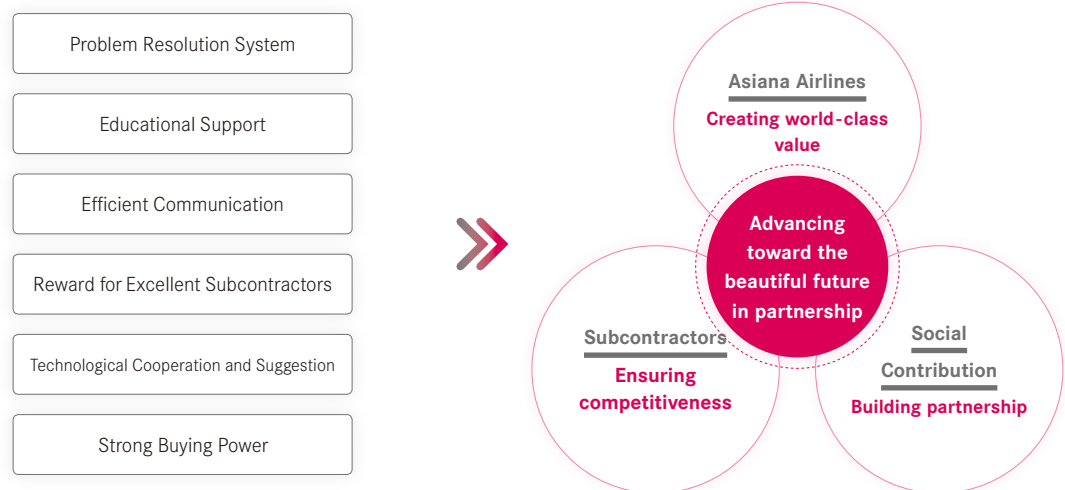 Problem Resolution System
Educational Support
Efficient Communication
Reward for Excellent Subcontractors
Technological Cooperation and Suggestion
Strong Buying Power
Asiana Airlines
Creating world-class
value
Advancing
toward the
beautiful future
in partnership
Subcontractors
Ensuring
competitiveness
Social
Contribution
Building partnership